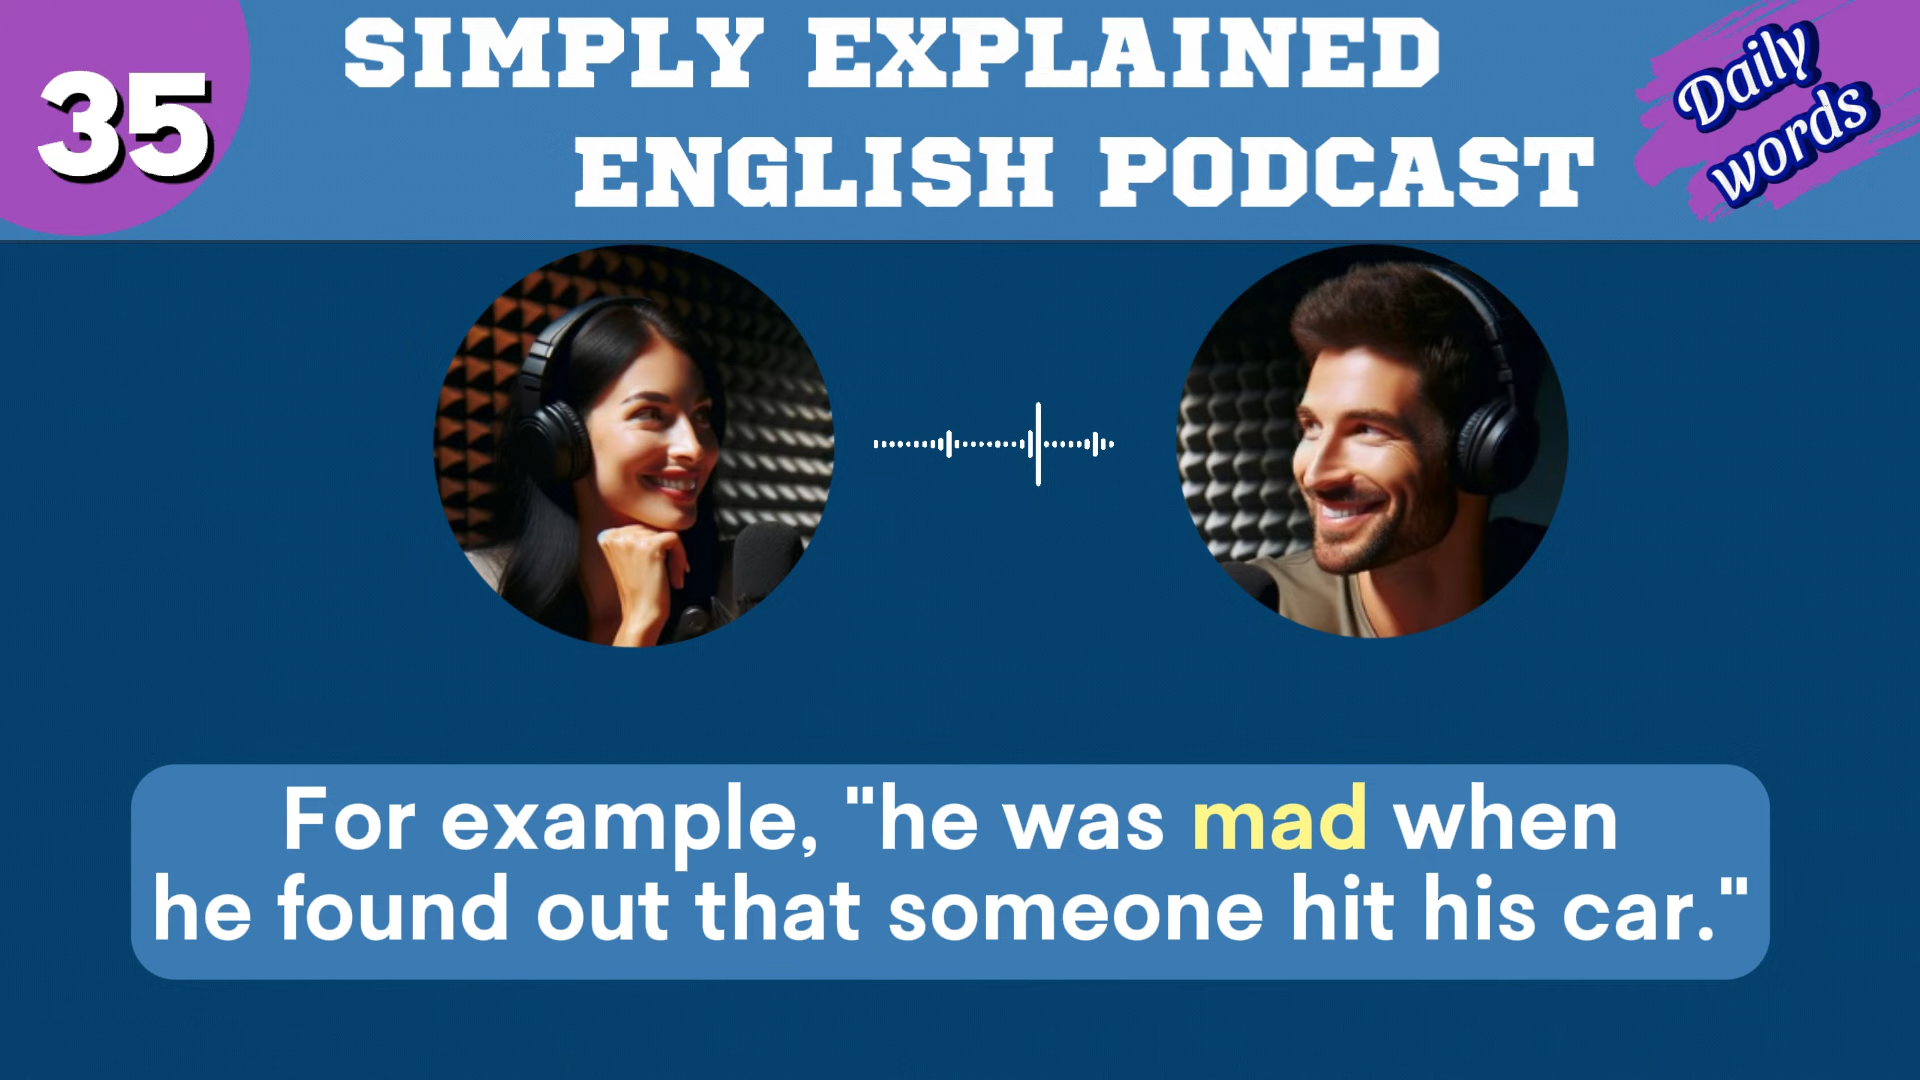 35
SIMPLY EXPLAINED
ENGLISH PODCAST
Daily
words
For example, "he was mad when
he found out that someone hit his car."